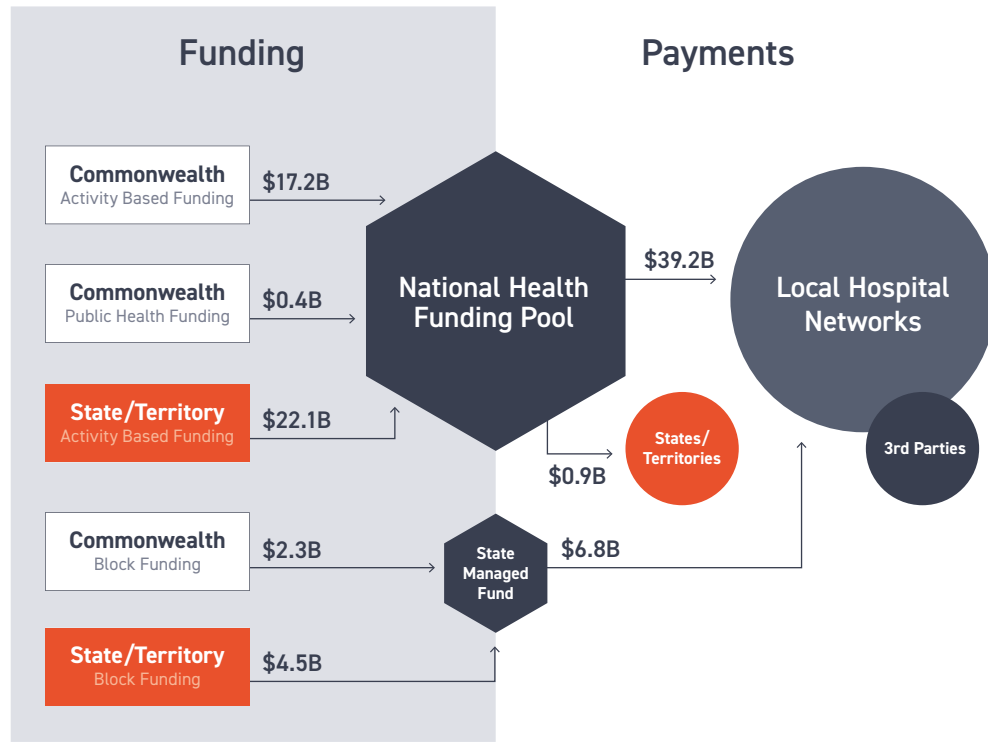 Funding
Payments
Commonwealth
Activity Based Funding
$17.2B
Commonwealth
Public Health Funding
$0.4B
State/Territory
Activity Based Funding
$22.1B
National Health
Funding Pool
$39.2B
Local Hospital
Networks
$0.9B
States/
Territories
3rd Parties
Commonwealth
Block Funding
$2.3B
State
Managed
Fund
$6.8B
State/Territory
Block Funding
$4.5B